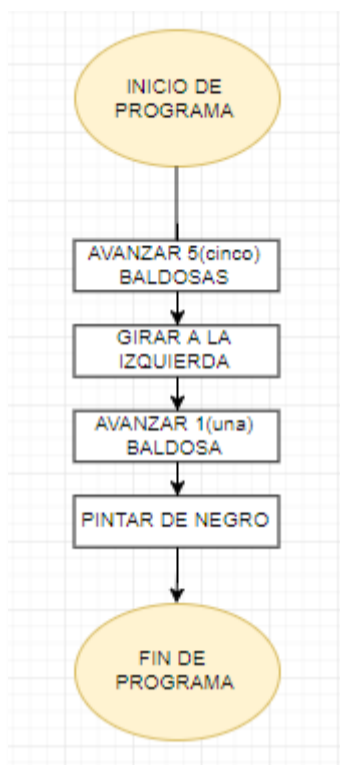 INICIO DE
PROGRAMA
AVANZAR 5(cinco)
BALDOSAS
GIRAR A LA
IZQUIERDA
AVANZAR 1(una)
BALDOSA
PINTAR DE NEGRO
FIN DE
PROGRAMA